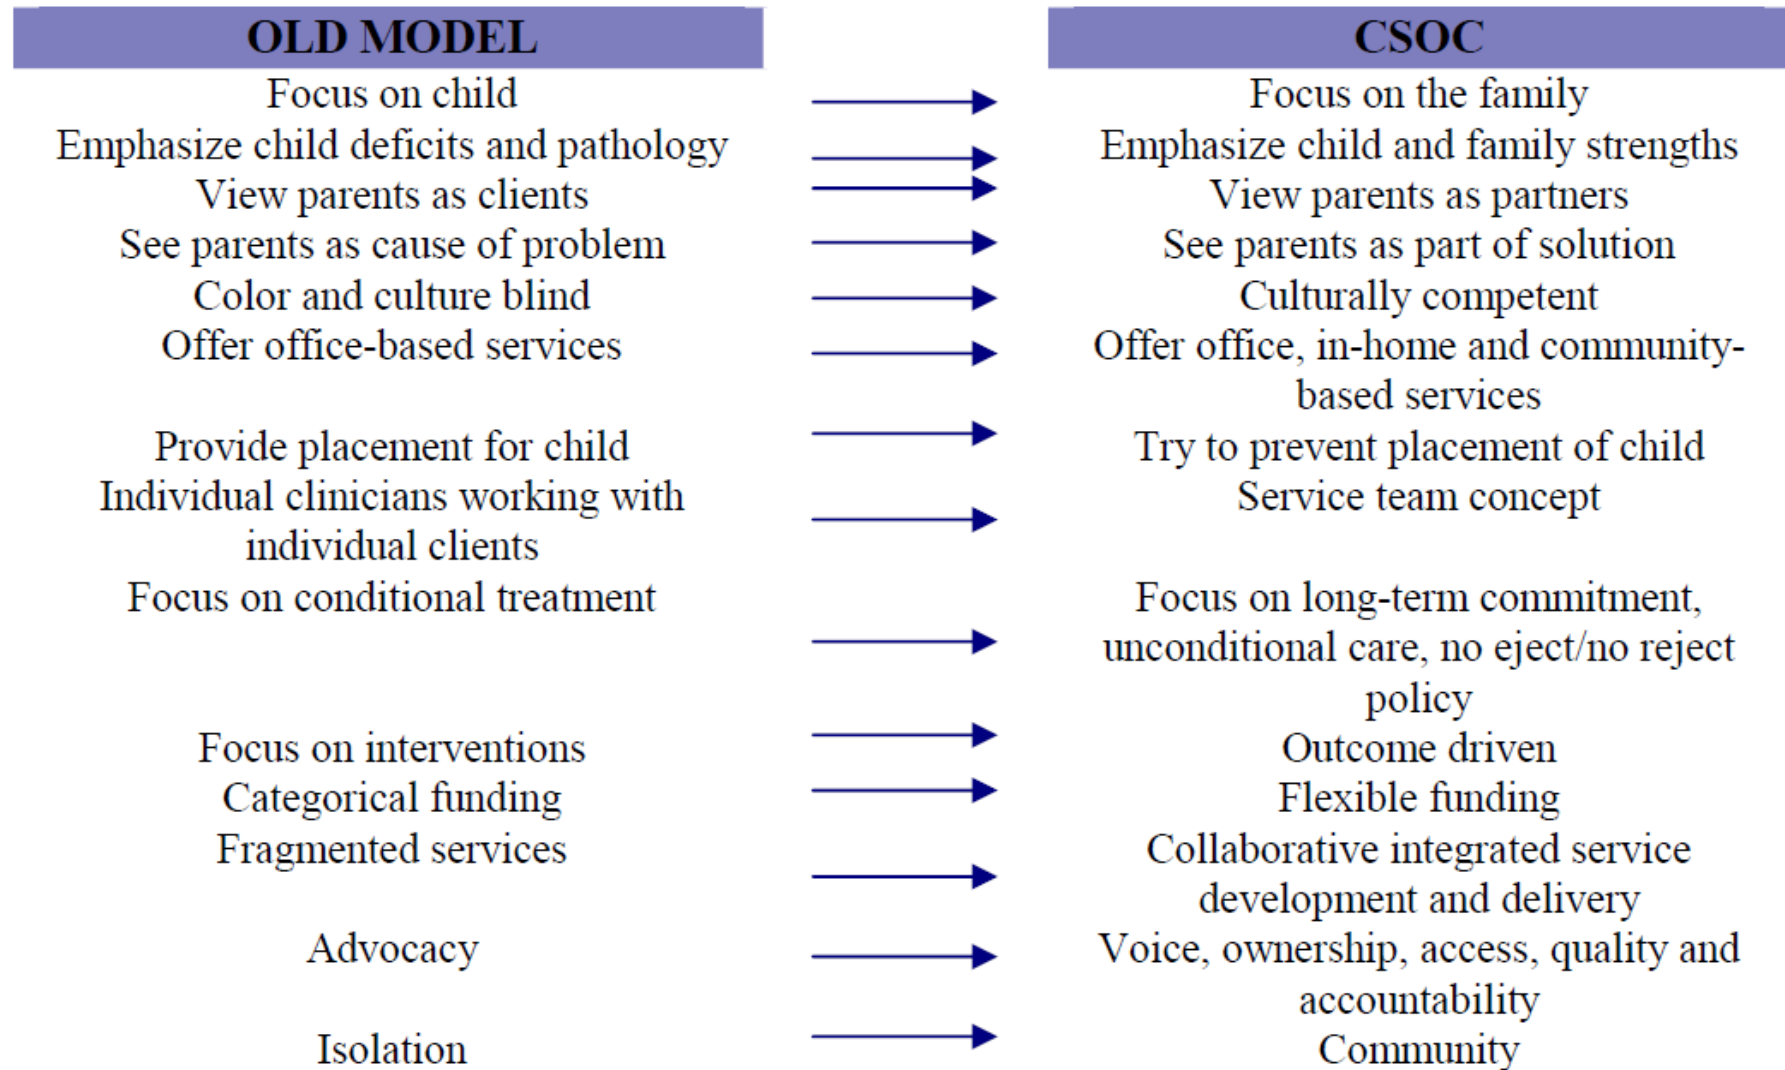 OLD MODEL
CSOC
Focus on child
Focus on the family
Emphasize child deficits and pathology
Emphasize child and family strengths
View parents as clients
View parents as partners
See parents as cause of problem
See parents as part of solution
Color and culture blind
Culturally competent
Offer office-based services
Offer office, in-home and community-
based services
Provide placement for child
Try to prevent placement of child
Individual clinicians working with
individual clients
Service team concept
Focus on conditional treatment
Focus on long-term commitment,
unconditional care, no eject/no reject
policy
Focus on interventions
Outcome driven
Categorical funding
Flexible funding
Fragmented services
Collaborative integrated service
development and delivery
Advocacy
Voice, ownership, access, quality and
accountability
Isolation
Community